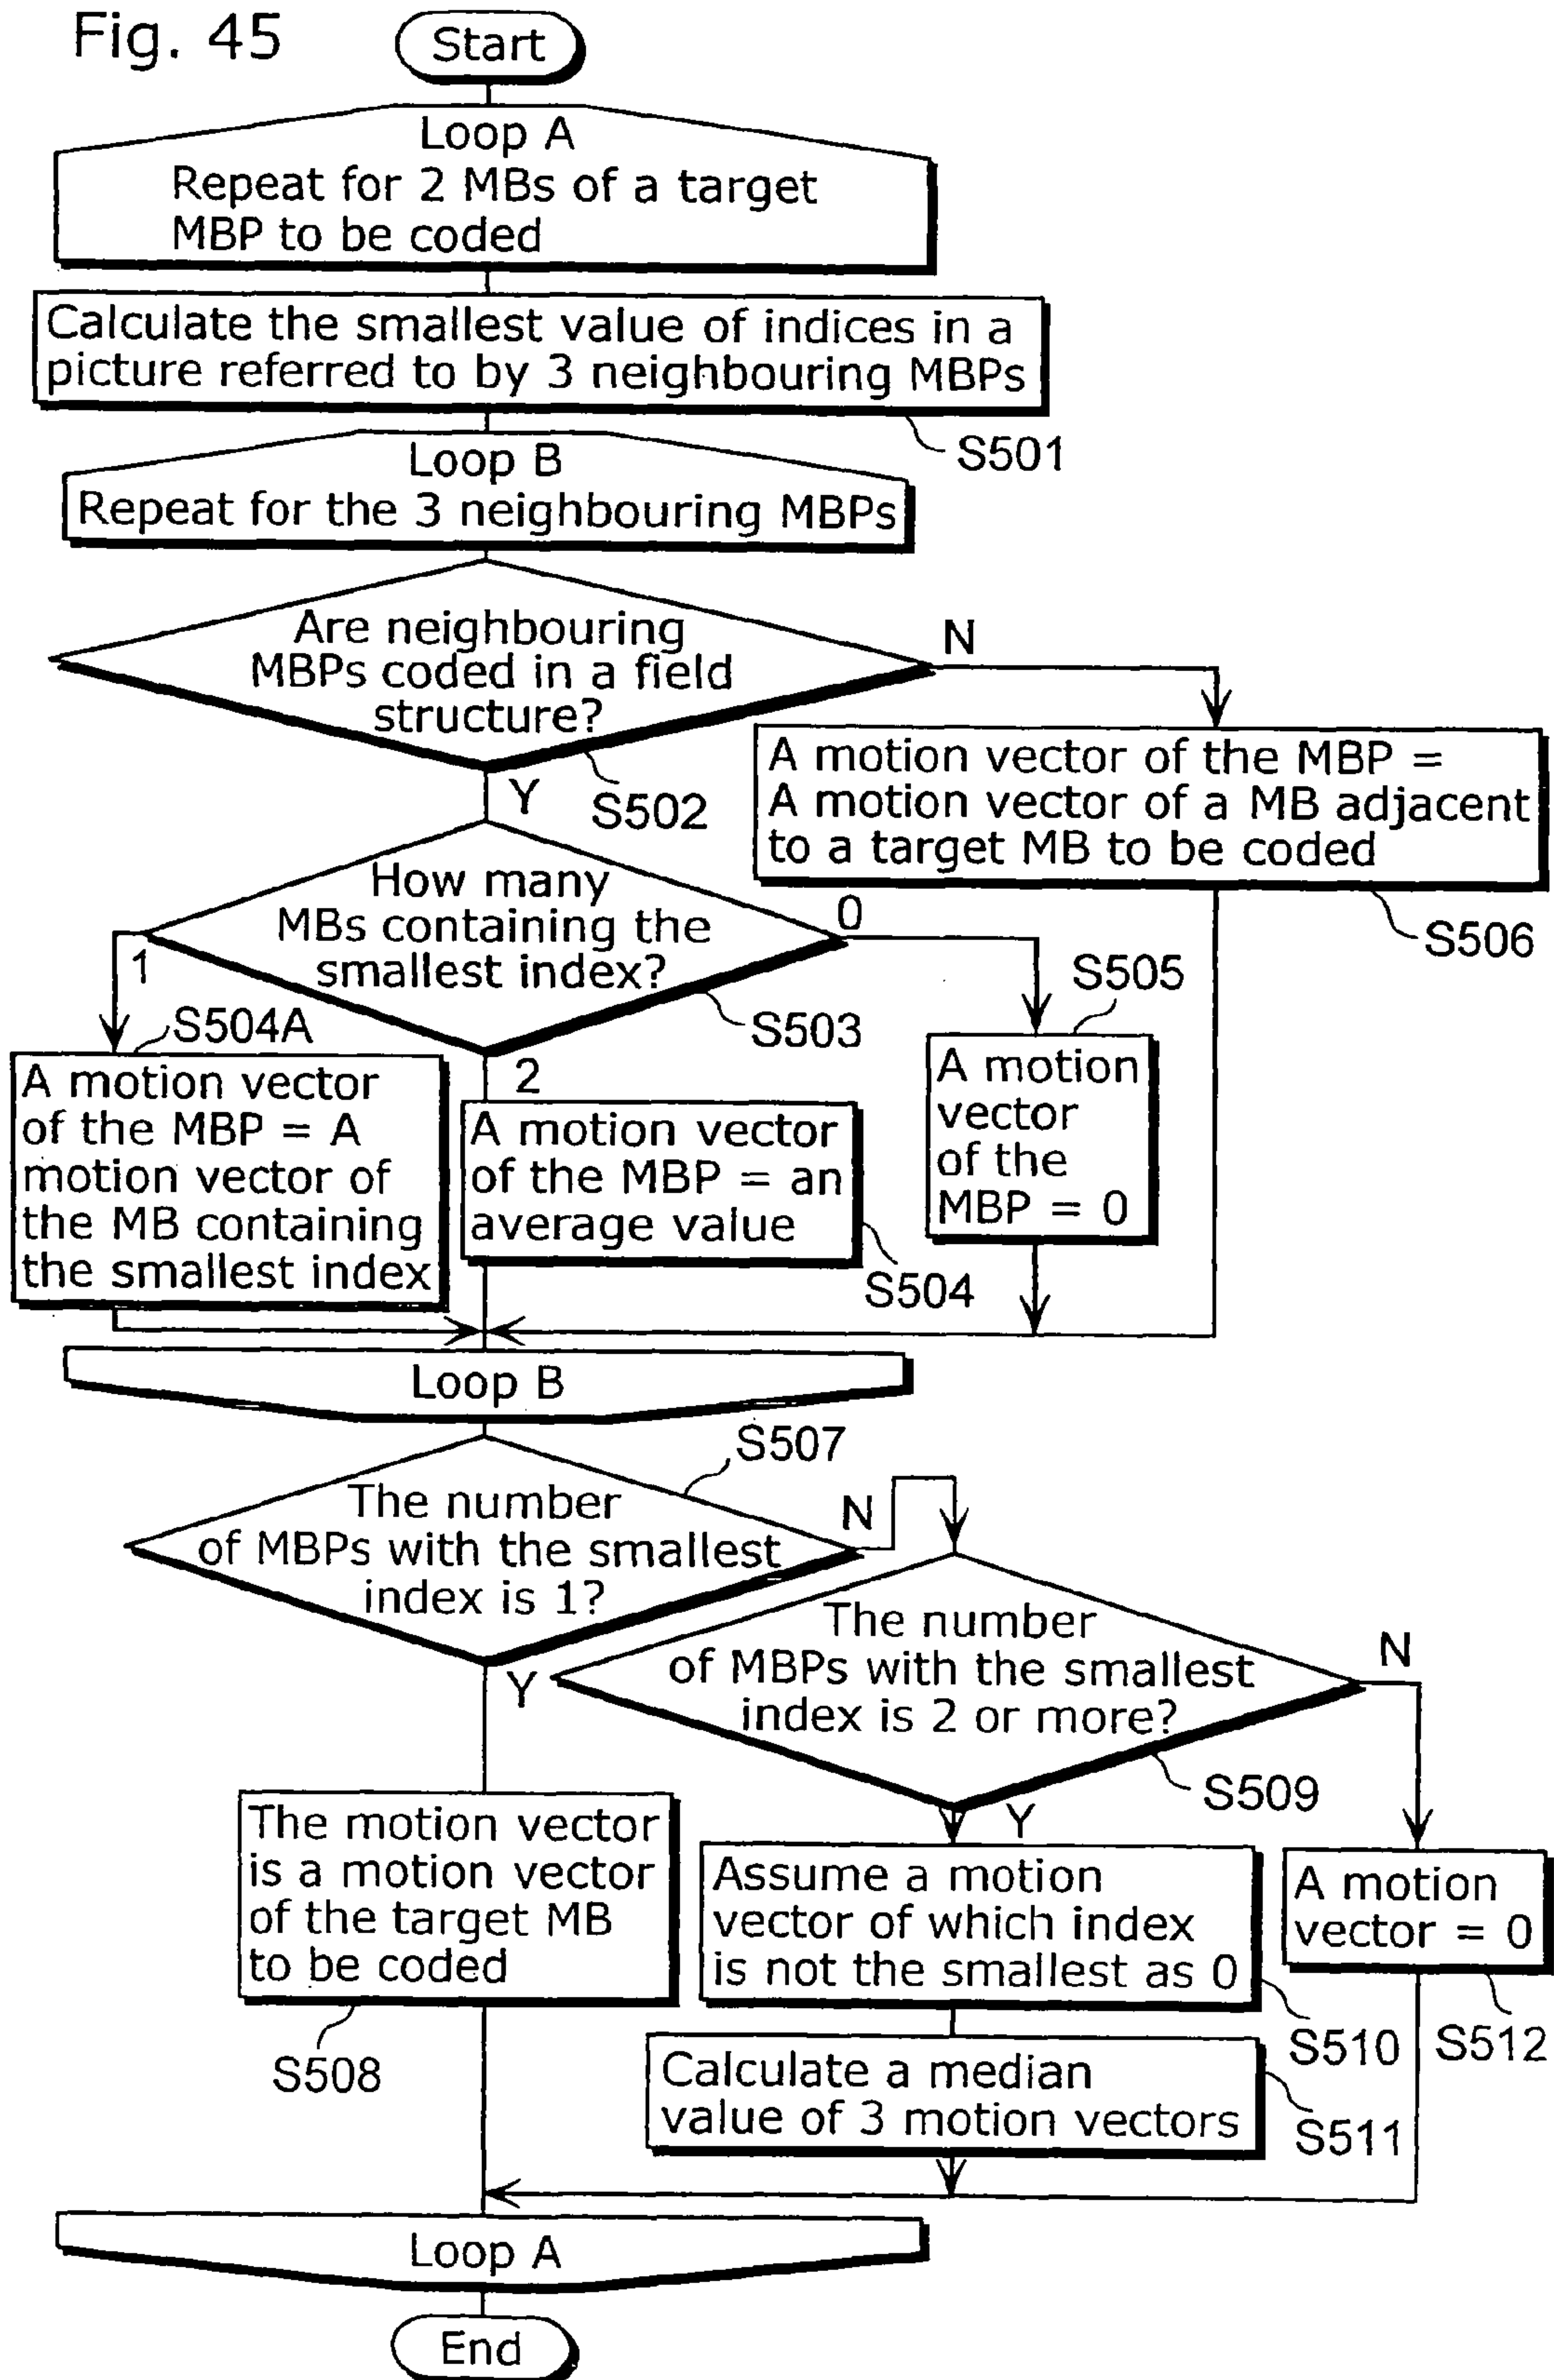 Fig. 45
Start
Loop A
Repeat for 2 MBs of a target
MBP to be coded
Calculate the smallest value of indices in a
picture referred to by 3 neighbouring MBPs
S501
Loop B
Repeat for the 3 neighbouring MBPs
Are neighbouring
MBPs coded in a field
structure?
N
Y
S502
A motion vector of the MBP =
A motion vector of a MB adjacent
to a target MB to be coded
S506
How many
MBs containing the
smallest index?
0
1
2
S503
S505
S504A
A motion vector
of the MBP = A
motion vector of
the MB containing
the smallest index
A motion vector
of the MBP = an
average value
S504
A motion
vector
of the
MBP = 0
Loop B
S507
The number
of MBPs with the smallest
index is 1?
N
Y
The number
of MBPs with the smallest
index is 2 or more?
N
Y
S509
The motion vector
is a motion vector
of the target MB
to be coded
S508
Assume a motion
vector of which index
is not the smallest as 0
S510
A motion
vector = 0
S512
Calculate a median
value of 3 motion vectors
S511
Loop A
End